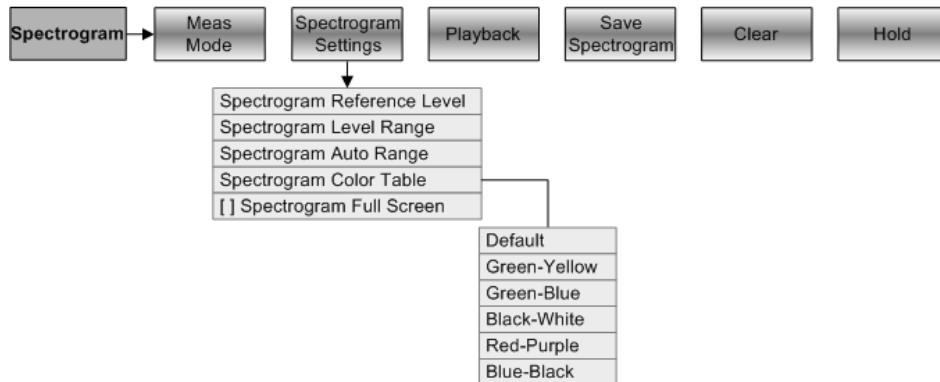 Spectrogram
Meas
Mode
Spectrogram
Settings
Playback
Save
Spectrogram
Clear
Hold
Spectrogram Reference Level
Spectrogram Level Range
Spectrogram Auto Range
Spectrogram Color Table
[ ] Spectrogram Full Screen
Default
Green-Yellow
Green-Blue
Black-White
Red-Purple
Blue-Black